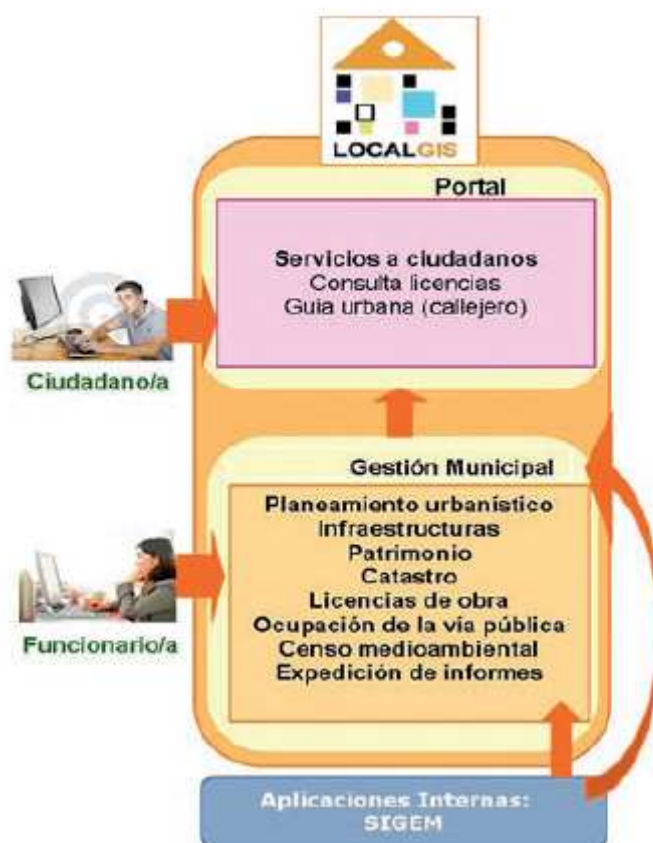 LOCALGIS
Portal
Servicios a ciudadanos
Consulta licencias
Guia urbana (callejero)
Ciudadano/a
Gestión Municipal
Planeamiento urbanístico
Infraestructuras
Patrimonio
Catastro
Licencias de obra
Ocupación de la vía pública
Censo medioambiental
Expedición de informes
Funcionario/a
Aplicaciones Internas:
SIGEM